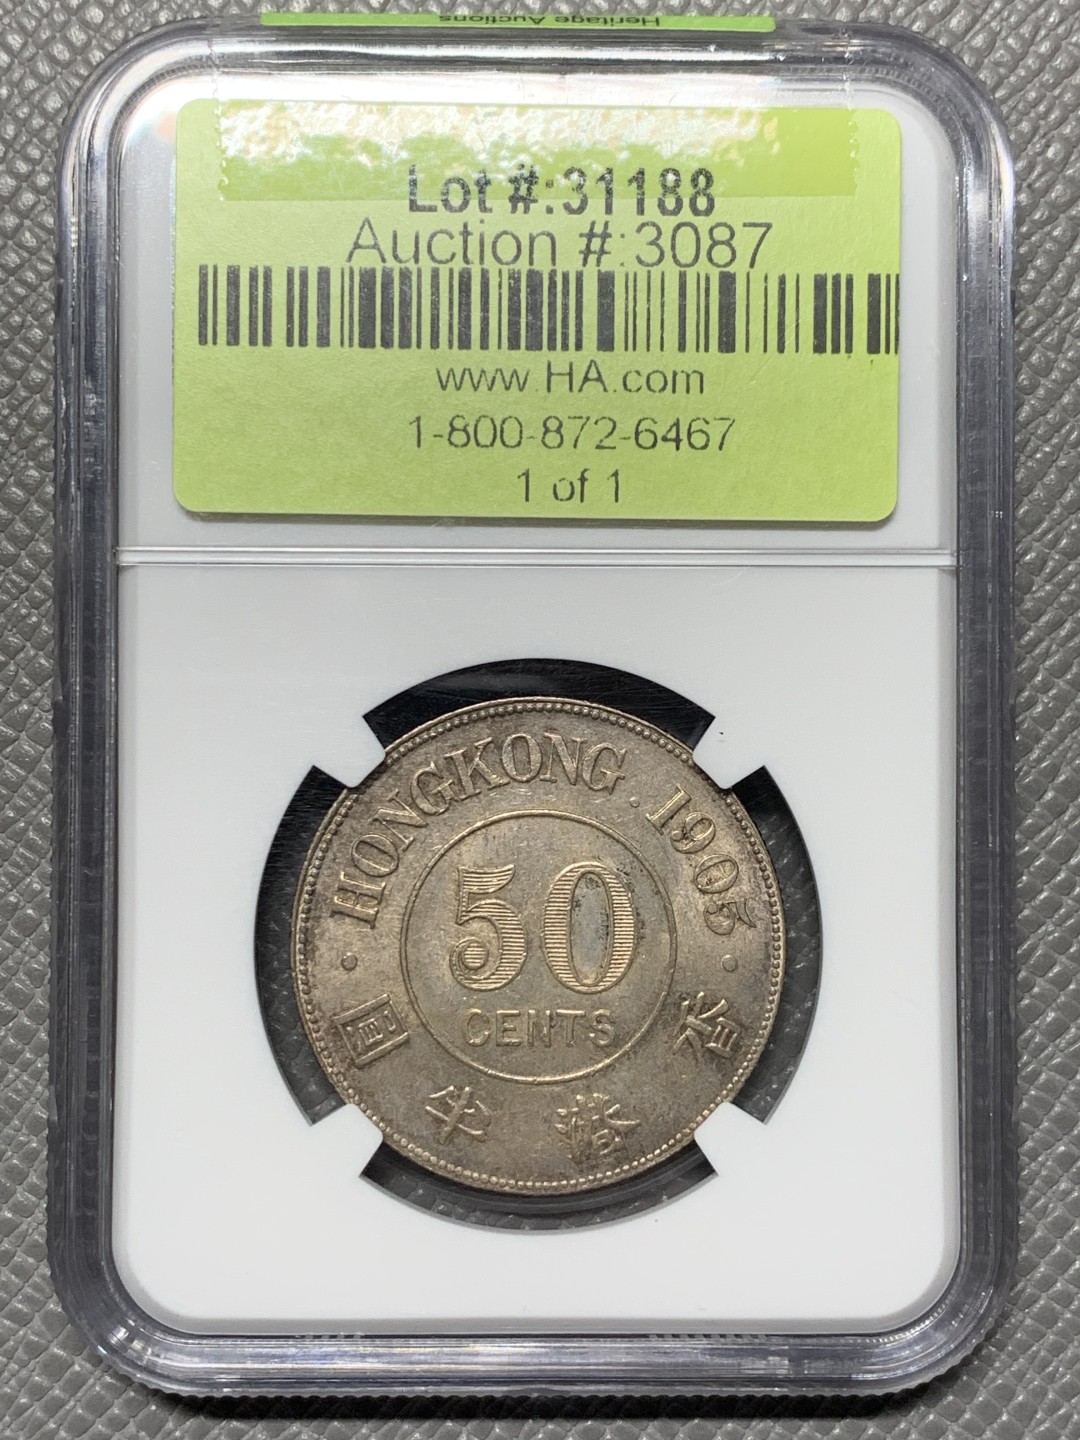 Heritage Auctions
Lot #:31188
Auction #:3087
www.HA.com
1-800-872-6467
1 of 1
· HONGKONG . 1905 ·
50
CENTS
香港半圓